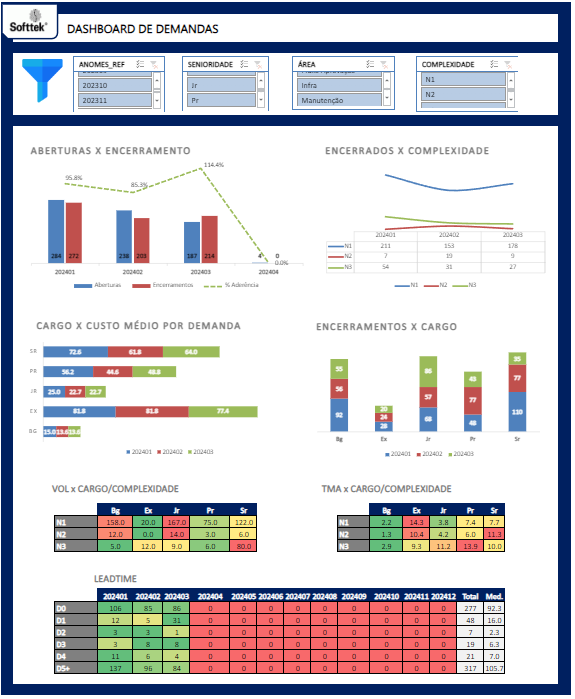 Softtek
DASHBOARD DE DEMANDAS
ANOMES_REF
202310
202311
SENIORIDADE
Jr
Pr
ÁREA
Infra
Manutenção
COMPLEXIDADE
N1
N2
ABERTURAS X ENCERRAMENTO
114.4%
95.8%
85.3%
284 272 236 203 187 214 4 0
0.0%
202401 202402 202403 202404
Aberturas Encerramentos % Aderência
ENCERRADOS X COMPLEXIDADE
202401 202402 202403
N1 211 153 178
N2 7 19 9
N3 54 31 27
N1 N2 N3
CARGO X CUSTO MÉDIO POR DEMANDA
SR 72.6 61.8 64.0
PR 56.2 44.6 48.8
JR 25.0 22.7 22.7
EX 81.8 81.8 77.4
BG 15.0 13.6 13.6
202401 202402 202403
ENCERRAMENTOS X CARGO
55 20 86 43 35
56 24 57 77 77
92 28 68 48 110
Bg Ex Jr Pr Sr
202401 202402 202403
VOL x CARGO/COMPLEXIDADE
Bg Ex Jr Pr Sr
N1 158.0 20.0 167.0 75.0 122.0
N2 12.0 0.0 14.0 3.0 6.0
N3 5.0 12.0 9.0 6.0 80.0
TMA x CARGO/COMPLEXIDADE
Bg Ex Jr Pr Sr
N1 2.2 14.3 3.8 7.4 7.7
N2 1.3 10.4 4.2 6.0 11.3
N3 2.9 9.3 11.2 13.9 10.0
LEADTIME
202401 202402 202403 202404 202405 202406 202407 202408 202409 202410 202411 202412 Total Med.
D0 106 85 86 0 0 0 0 0 0 0 0 0 277 92.3
D1 12 5 31 0 0 0 0 0 0 0 0 0 48 16.0
D2 3 3 1 0 0 0 0 0 0 0 0 0 7 2.3
D3 3 8 8 0 0 0 0 0 0 0 0 0 19 6.3
D4 11 6 4 0 0 0 0 0 0 0 0 0 21 7.0
D5+ 137 96 84 0 0 0 0 0 0 0 0 0 317 105.7